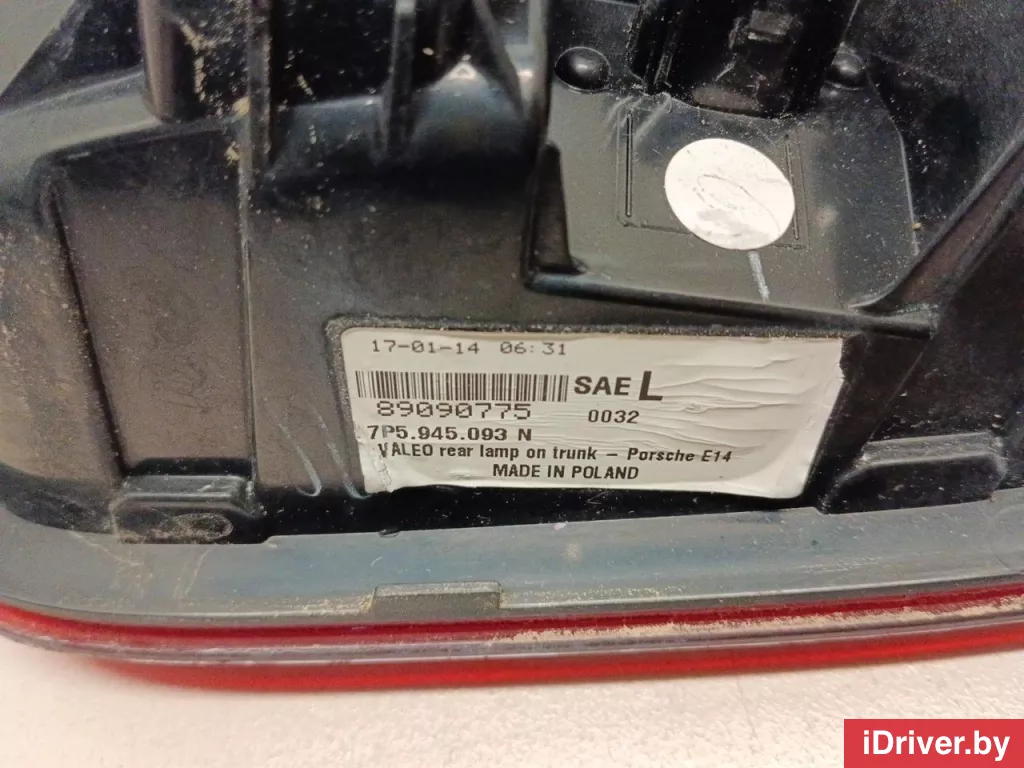 17-01-14 06:31
SAE L
89090775 0032
7P5.945.093 N
VALEO rear lamp on trunk – Porsche E14
MADE IN POLAND
iDriver.by